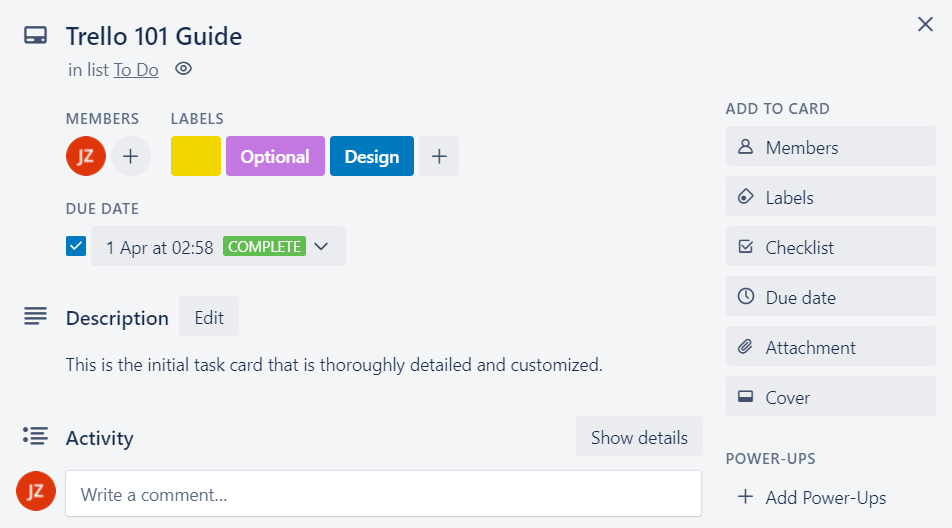 Trello 101 Guide
in list To Do
MEMBERS
LABELS
JZ
Optional
Design
DUE DATE
1 Apr at 02:58 COMPLETE
Description
Edit
This is the initial task card that is thoroughly detailed and customized.
Activity
Show details
JZ
Write a comment...
ADD TO CARD
Members
Labels
Checklist
Due date
Attachment
Cover
POWER-UPS
Add Power-Ups